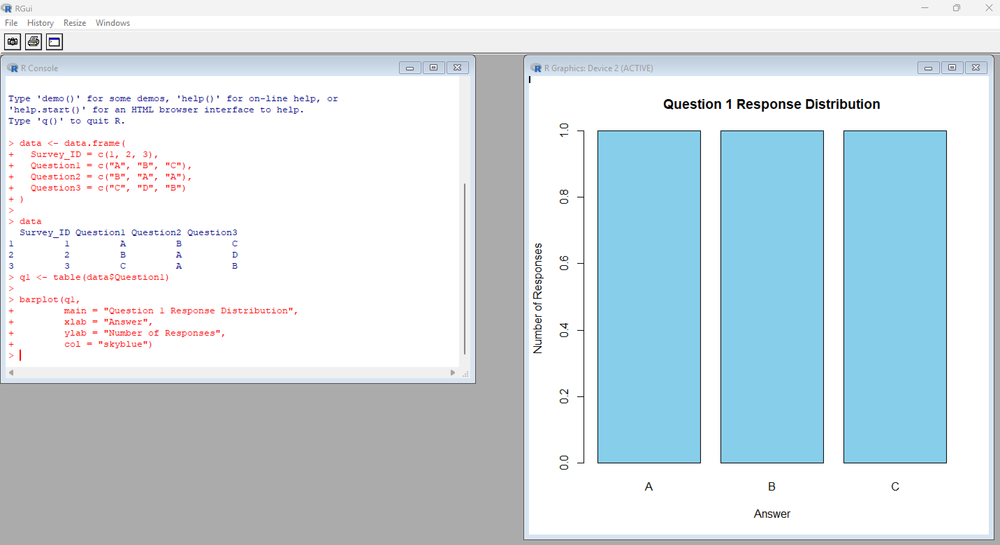 RGui
File History Resize Windows
R Console
Type 'demo()' for some demos, 'help()' for on-line help, or
'help.start()' for an HTML browser interface to help.
Type 'q()' to quit R.
> data <- data.frame(
+   Survey_ID = c(1, 2, 3),
+   Question1 = c("A", "B", "C"),
+   Question2 = c("B", "A", "A"),
+   Question3 = c("C", "D", "B")
+ )
>
> data
  Survey_ID Question1 Question2 Question3
1         1         A         B         C
2         2         B         A         D
3         3         C         A         B
> q1 <- table(data$Question1)
>
> barplot(q1,
+         main = "Question 1 Response Distribution",
+         xlab = "Answer",
+         ylab = "Number of Responses",
+         col = "skyblue")
>
R Graphics: Device 2 (ACTIVE)
Question 1 Response Distribution
Number of Responses
1.0
0.8
0.6
0.4
0.2
0.0
A B C
Answer